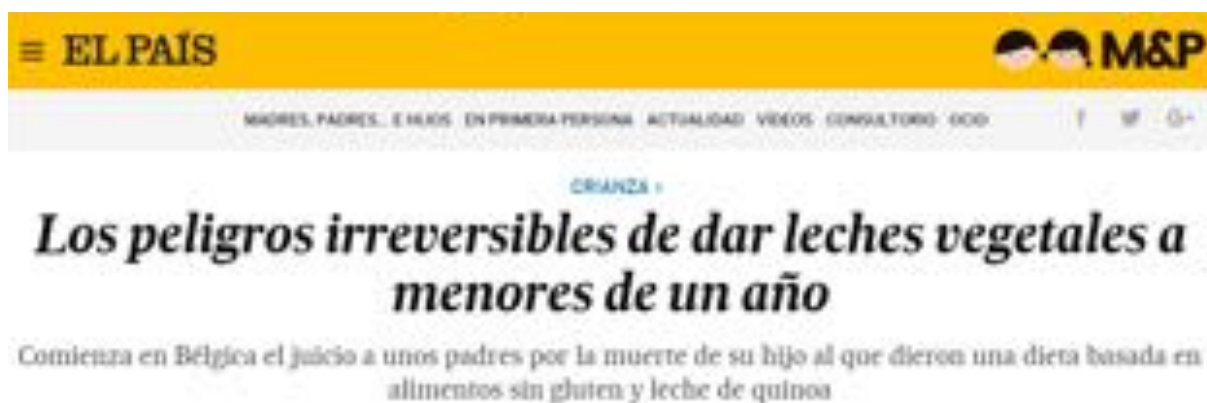 ≡ EL PAÍS M&P
MADRES, PADRES... E HIJOS EN PRIMERA PERSONA ACTUALIDAD VÍDEOS CONSULTORIO OCIO f G+
CRIANZA ›
Los peligros irreversibles de dar leches vegetales a
menores de un año
Comienza en Bélgica el juicio a unos padres por la muerte de su hijo al que dieron una dieta basada en
alimentos sin gluten y leche de quinoa